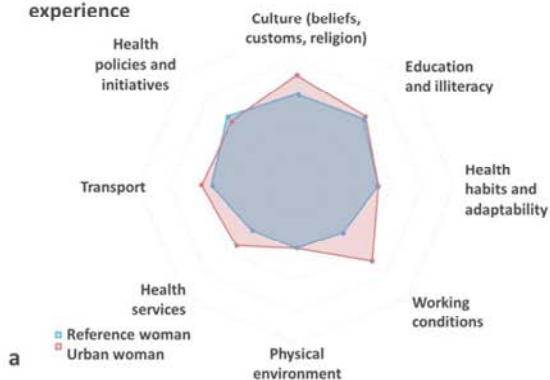 experience
Culture (beliefs,
customs, religion)
Health
policies and
initiatives
Education
and illiteracy
Transport
Health
habits and
adaptability
Health
services
Working
conditions
Reference woman
Urban woman
Physical
environment
a